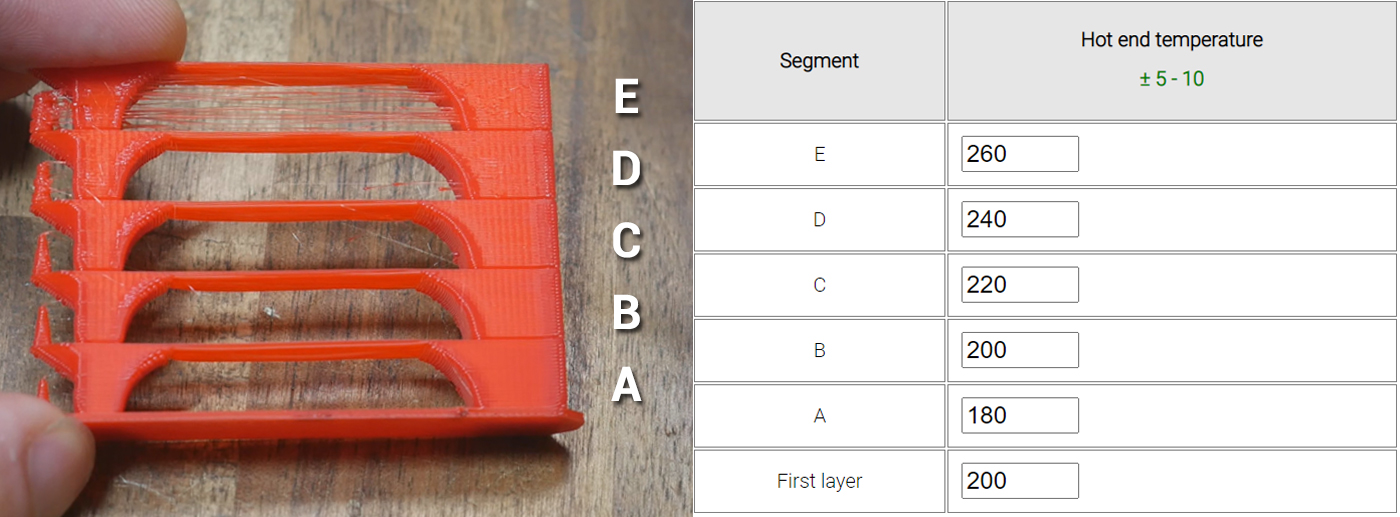 E
D
C
B
A
Segment
Hot end temperature
± 5 - 10
E
260
D
240
C
220
B
200
A
180
First layer
200